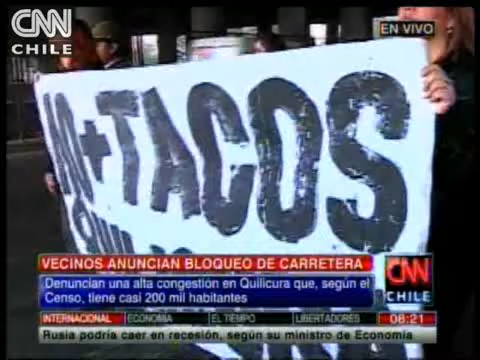 CNN
CHILE
EN VIVO
NO+TACOS
VECINOS ANUNCIAN BLOQUEO DE CARRETERA
Denuncian una alta congestión en Quilicura que, según el
Censo, tiene casi 200 mil habitantes
CNN
CHILE
INTERNACIONAL ECONOMIA EL TIEMPO LIBERTADORES 08:21
Rusia podría caer en recesión, según su ministro de Economía